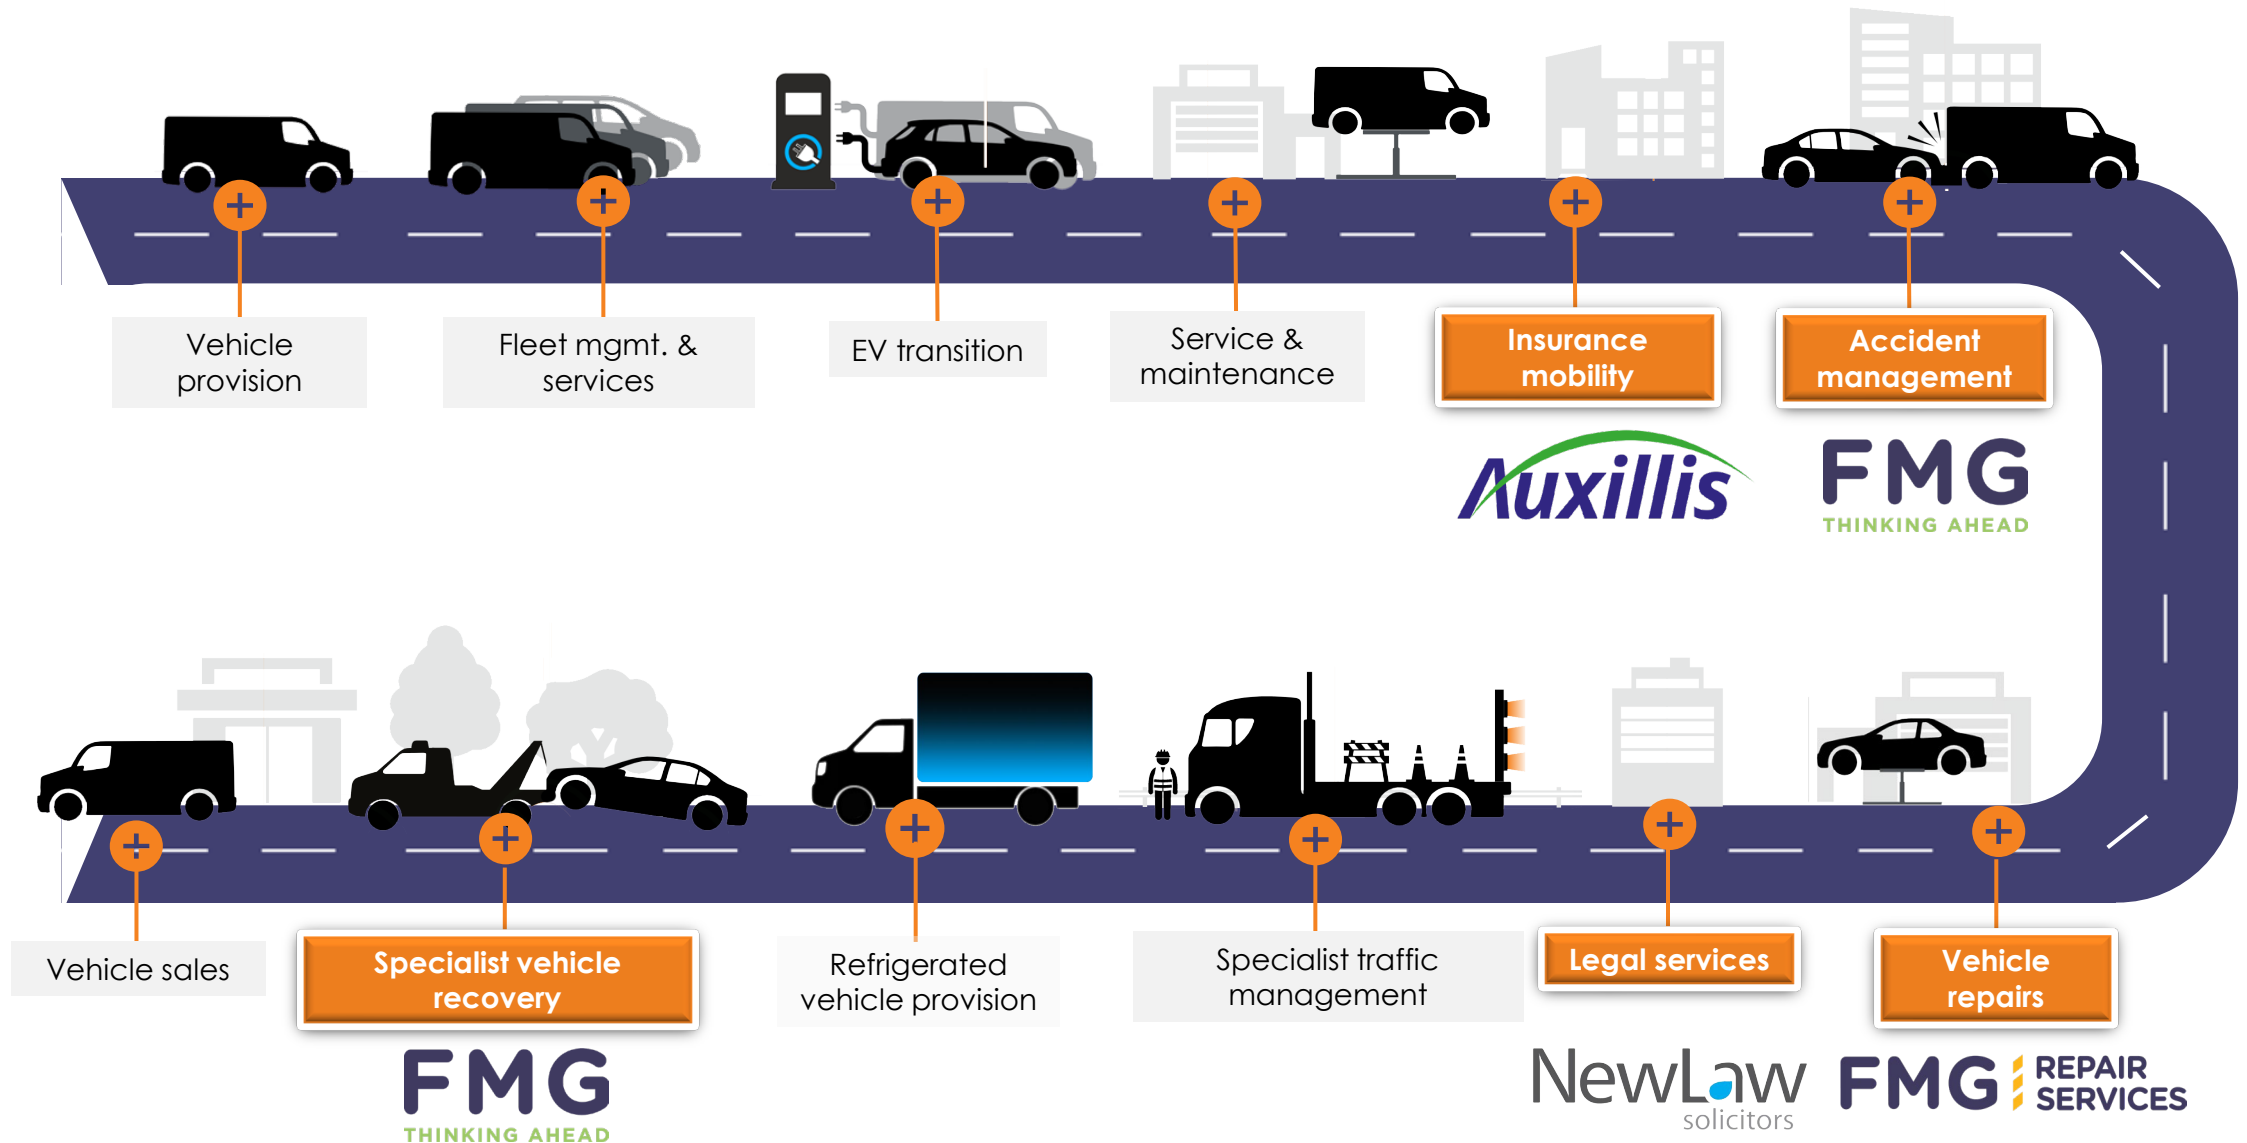 Vehicle
provision
Fleet mgmt. &
services
EV transition
Service &
maintenance
Insurance
mobility
Accident
management
Auxillis
FMG
THINKING AHEAD
Vehicle sales
Specialist vehicle
recovery
Refrigerated
vehicle provision
Specialist traffic
management
Legal services
Vehicle
repairs
FMG
THINKING AHEAD
NewLaw
solicitors
FMG
REPAIR
SERVICES